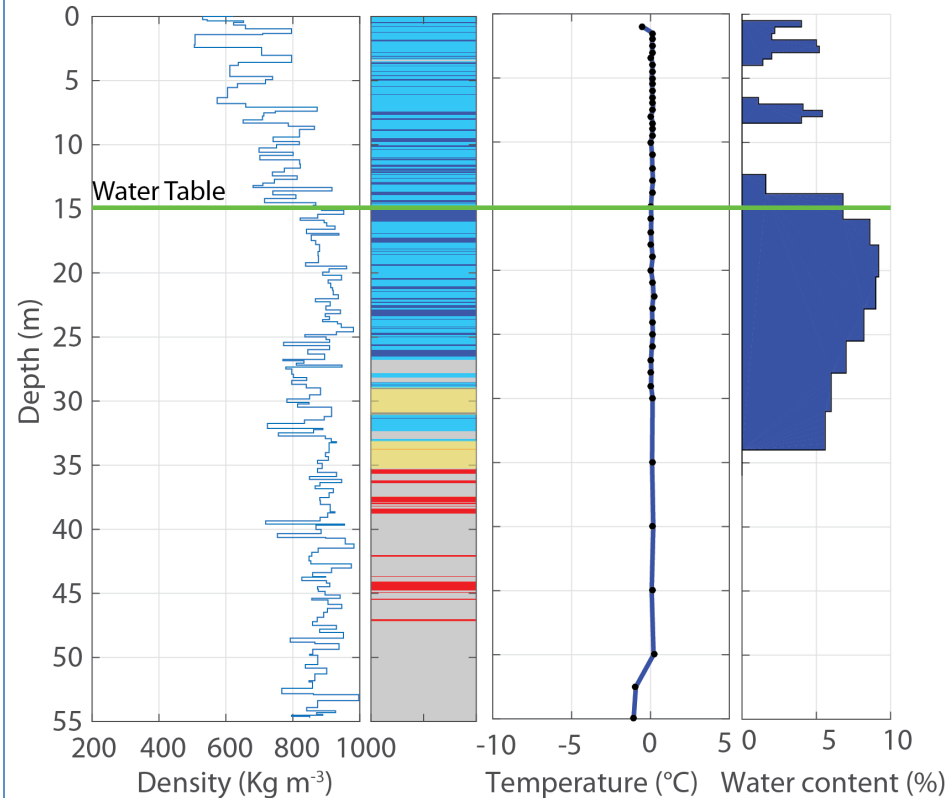 0
5
10
Water Table
15
20
25
30
35
40
45
50
55
Depth (m)
200 400 600 800 1000
Density (Kg m-3)
-10 -5 0 5
Temperature (°C)
0 5 10
Water content (%)